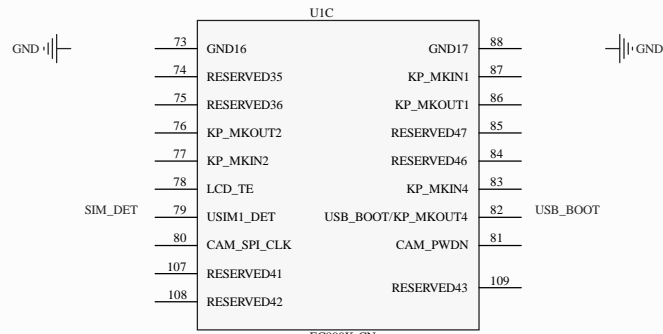 U1C
GND 73 GND16 GND17 88 GND
74 RESERVED35 KP_MKIN1 87
75 RESERVED36 KP_MKOUT1 86
76 KP_MKOUT2 RESERVED47 85
77 KP_MKIN2 RESERVED46 84
78 LCD_TE KP_MKIN4 83
SIM_DET 79 USIM1_DET USB_BOOT/KP_MKOUT4 82 USB_BOOT
80 CAM_SPI_CLK CAM_PWDN 81
107 RESERVED41
RESERVED43 109
108 RESERVED42